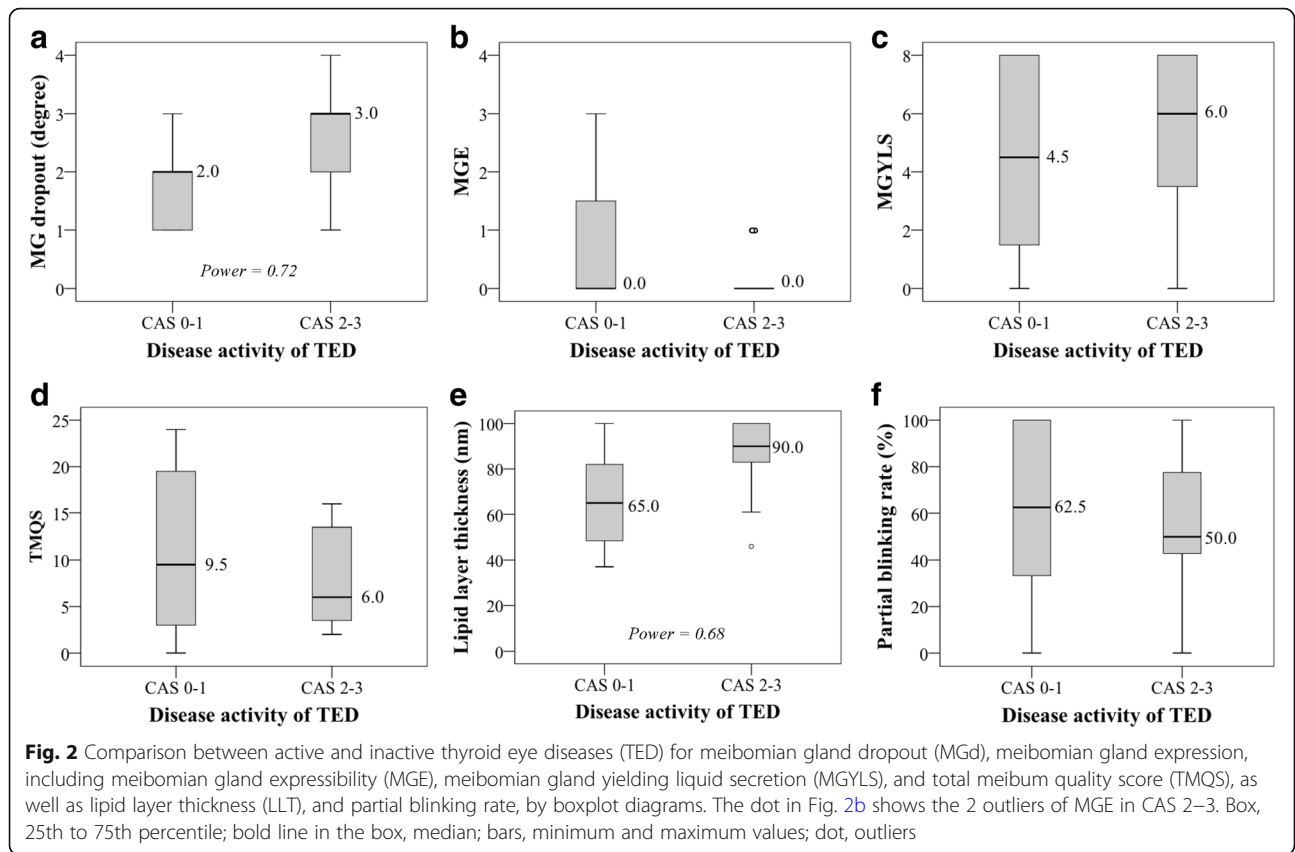 a
MG dropout (degree)
4
3
2
1
0
2.0
3.0
Power = 0.72
CAS 0-1
CAS 2-3
Disease activity of TED
b
MGE
4
3
2
1
0
0.0
0.0
CAS 0-1
CAS 2-3
Disease activity of TED
c
MGYLS
8
6
4
2
0
4.5
6.0
CAS 0-1
CAS 2-3
Disease activity of TED
d
TMQS
25
20
15
10
5
0
9.5
6.0
CAS 0-1
CAS 2-3
Disease activity of TED
e
Lipid layer thickness (nm)
100
80
60
40
20
0
65.0
90.0
Power = 0.68
CAS 0-1
CAS 2-3
Disease activity of TED
f
Partial blinking rate (%)
100
80
60
40
20
0
62.5
50.0
CAS 0-1
CAS 2-3
Disease activity of TED
Fig. 2 Comparison between active and inactive thyroid eye diseases (TED) for meibomian gland dropout (MGd), meibomian gland expression,
including meibomian gland expressibility (MGE), meibomian gland yielding liquid secretion (MGYLS), and total meibum quality score (TMQS), as
well as lipid layer thickness (LLT), and partial blinking rate, by boxplot diagrams. The dot in Fig. 2b shows the 2 outliers of MGE in CAS 2–3. Box,
25th to 75th percentile; bold line in the box, median; bars, minimum and maximum values; dot, outliers